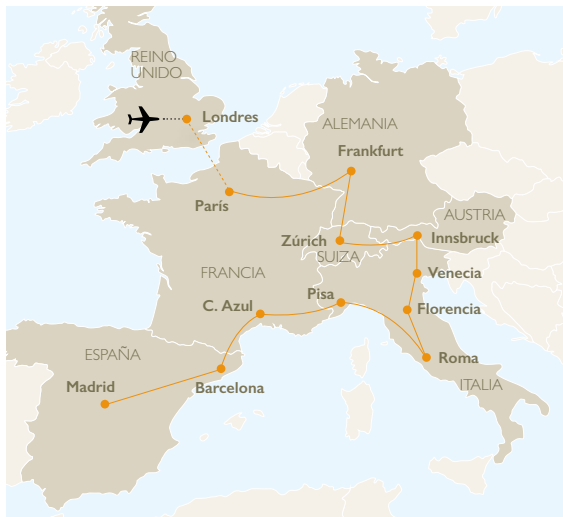 REINO
UNIDO
Londres
ALEMANIA
Frankfurt
París
AUSTRIA
Innsbruck
Zúrich
SUIZA
FRANCIA
Venecia
Pisa
C. Azul
Florencia
ESPAÑA
Roma
Madrid
Barcelona
ITALIA